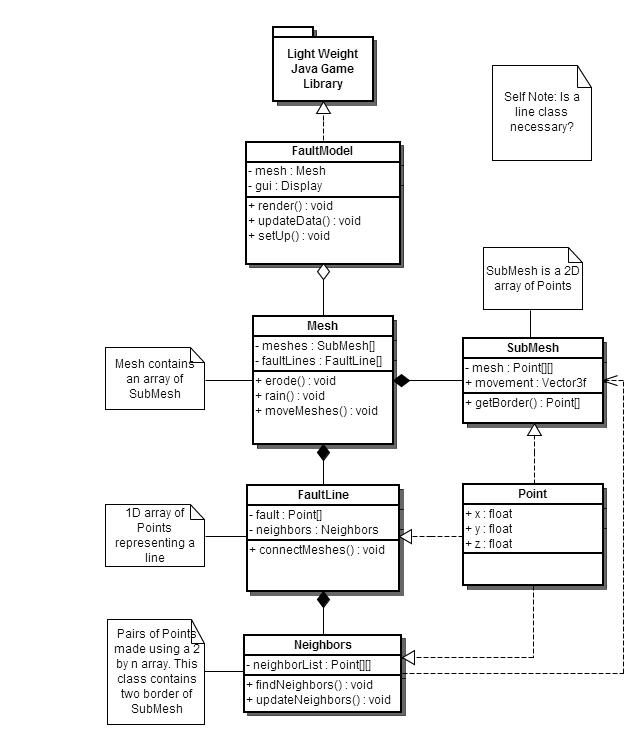 Light Weight
Java Game
Library
Self Note: Is a
line class
necessary?
FaultModel
- mesh : Mesh
- gui : Display
+ render() : void
+ updateData() : void
+ setUp() : void
SubMesh is a 2D
array of Points
Mesh
- meshes : SubMesh[]
- faultLines : FaultLine[]
+ erode() : void
+ rain() : void
+ moveMeshes() : void
Mesh contains
an array of
SubMesh
SubMesh
- mesh : Point[][]
+ movement : Vector3f
+ getBorder() : Point[]
FaultLine
- fault : Point[]
- neighbors : Neighbors
+ connectMeshes() : void
1D array of
Points
representing a
line
Point
+ x : float
+ y : float
+ z : float
Neighbors
- neighborList : Point[][]
+ findNeighbors() : void
+ updateNeighbors() : void
Pairs of Points
made using a 2
by n array. This
class contains
two border of
SubMesh